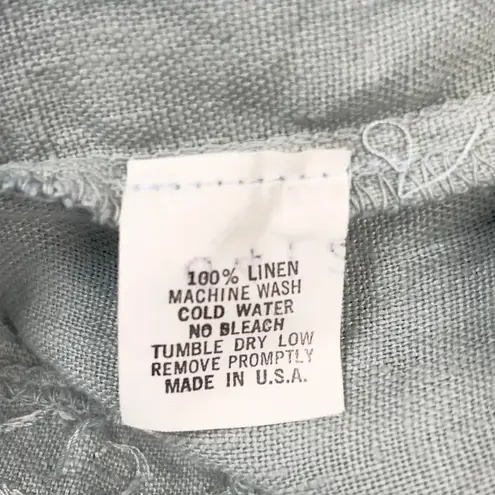 100% LINEN
MACHINE WASH
COLD WATER
NO BLEACH
TUMBLE DRY LOW
REMOVE PROMPTLY
MADE IN U.S.A.